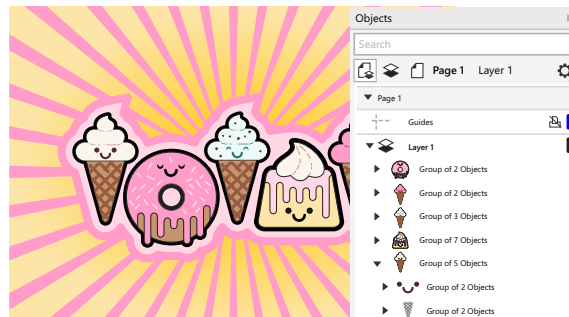 Objects
Search
Page 1 Layer 1
Page 1
Guides
Layer 1
Group of 2 Objects
Group of 2 Objects
Group of 3 Objects
Group of 7 Objects
Group of 5 Objects
Group of 2 Objects
Group of 2 Objects